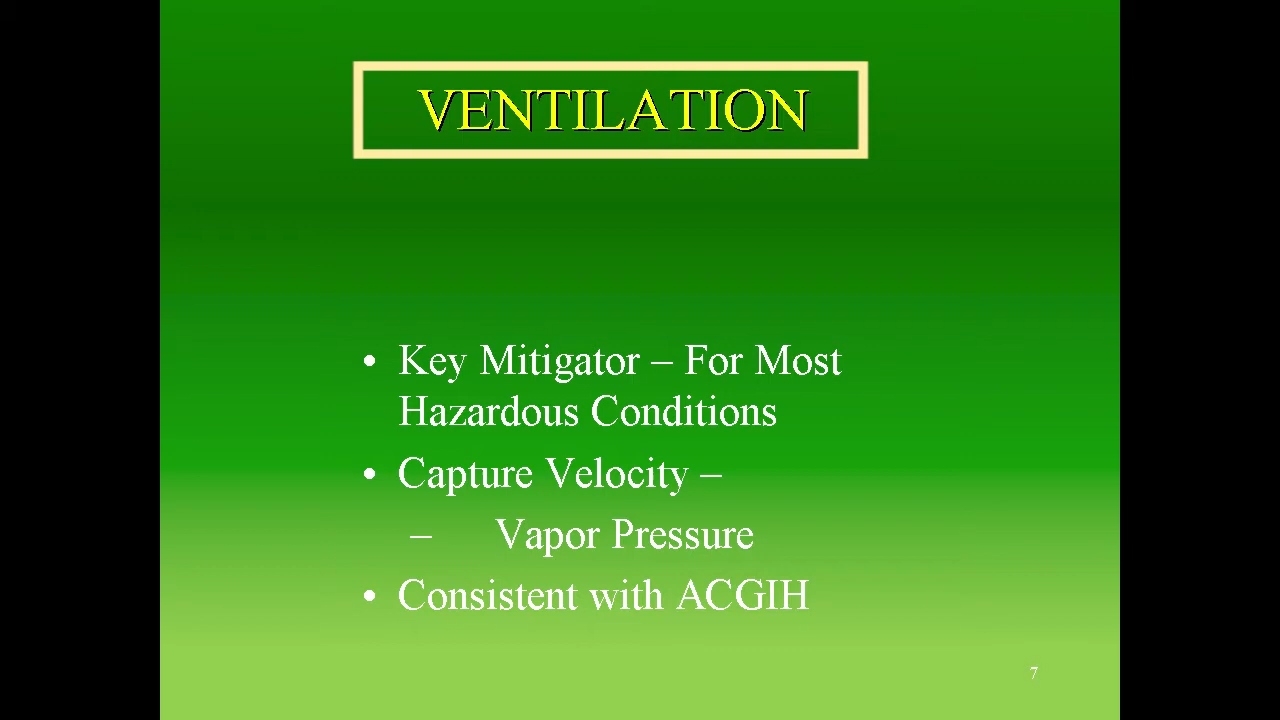 VENTILATION
• Key Mitigator – For Most
Hazardous Conditions
• Capture Velocity –
– Vapor Pressure
• Consistent with ACGIH
7